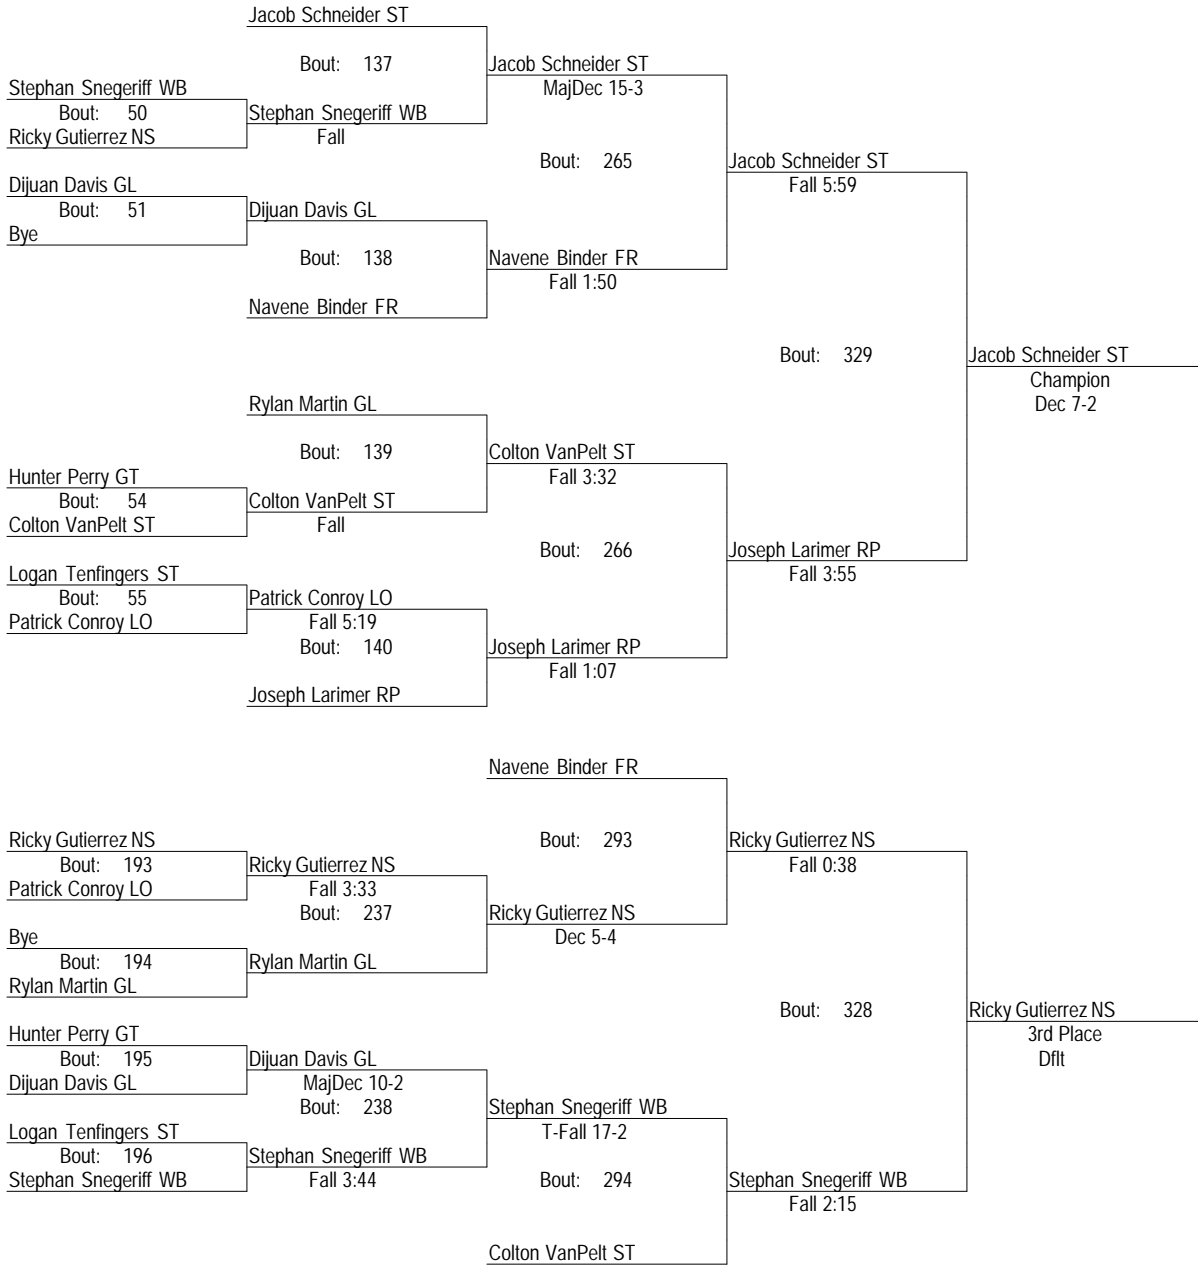 Jacob Schneider ST
Bout: 137
Jacob Schneider ST
Stephan Snegeriff WB
MajDec 15-3
Bout: 50
Stephan Snegeriff WB
Ricky Gutierrez NS
Fall
Bout: 265
Jacob Schneider ST
Dijuan Davis GL
Fall 5:59
Bout: 51
Dijuan Davis GL
Bye
Bout: 138
Navene Binder FR
Fall 1:50
Navene Binder FR
Bout: 329
Jacob Schneider ST
Champion
Rylan Martin GL
Dec 7-2
Bout: 139
Colton VanPelt ST
Hunter Perry GT
Fall 3:32
Bout: 54
Colton VanPelt ST
Colton VanPelt ST
Fall
Bout: 266
Joseph Larimer RP
Logan Tenfingers ST
Fall 3:55
Bout: 55
Patrick Conroy LO
Patrick Conroy LO
Fall 5:19
Bout: 140
Joseph Larimer RP
Fall 1:07
Joseph Larimer RP
Navene Binder FR
Ricky Gutierrez NS
Bout: 293
Ricky Gutierrez NS
Bout: 193
Ricky Gutierrez NS
Fall 0:38
Patrick Conroy LO
Fall 3:33
Bout: 237
Ricky Gutierrez NS
Bye
Dec 5-4
Bout: 194
Rylan Martin GL
Rylan Martin GL
Bout: 328
Ricky Gutierrez NS
Hunter Perry GT
3rd Place
Bout: 195
Dijuan Davis GL
Dflt
Dijuan Davis GL
MajDec 10-2
Bout: 238
Stephan Snegeriff WB
Logan Tenfingers ST
T-Fall 17-2
Bout: 196
Stephan Snegeriff WB
Stephan Snegeriff WB
Fall 3:44
Bout: 294
Stephan Snegeriff WB
Fall 2:15
Colton VanPelt ST